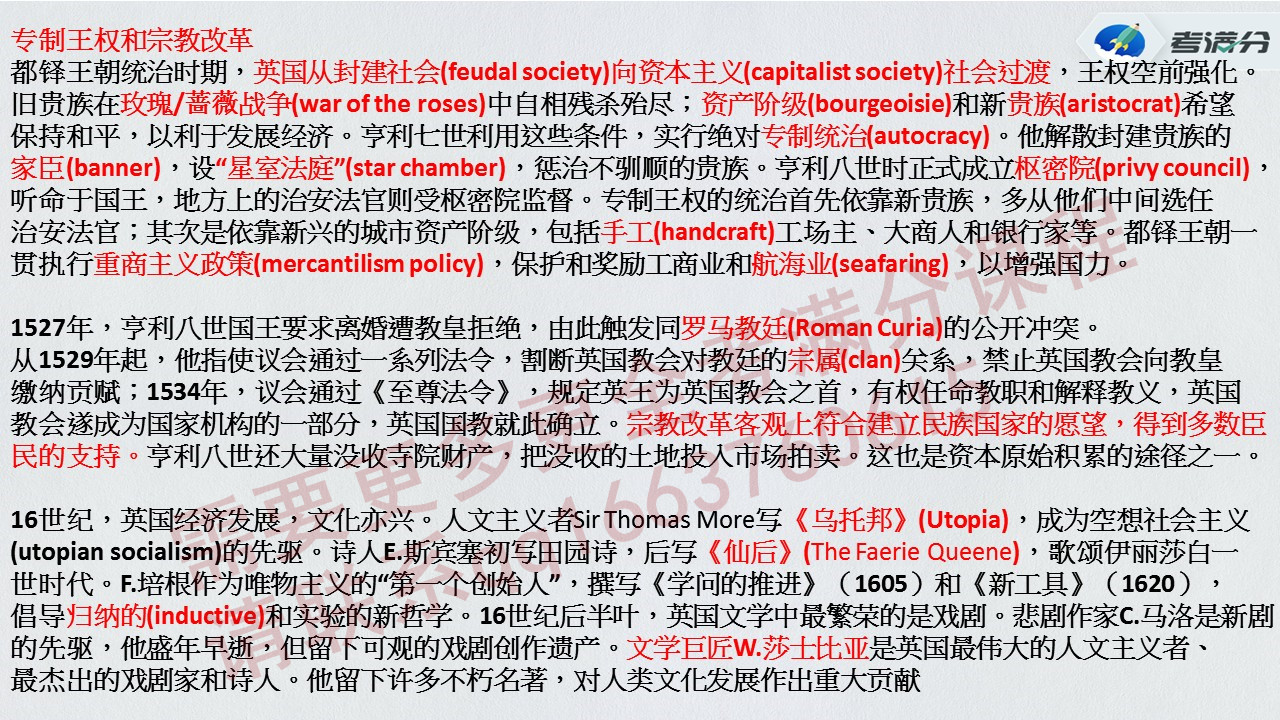 专制王权和宗教改革
考满分
都铎王朝统治时期，英国从封建社会(feudal society)向资本主义(capitalist society)社会过渡，王权空前强化。
旧贵族在玫瑰/蔷薇战争(war of the roses)中自相残杀殆尽；资产阶级(bourgeoisie)和新贵族(aristocrat)希望
保持和平，以利于发展经济。亨利七世利用这些条件，实行绝对专制统治(autocracy)。他解散封建贵族的
家臣(banner)，设“星室法庭”(star chamber)，惩治不驯顺的贵族。亨利八世时正式成立枢密院(privy council)，
听命于国王，地方上的治安法官则受枢密院监督。专制王权的统治首先依靠新贵族，多从他们中间选任
治安法官；其次是依靠新兴的城市资产阶级，包括手工(handcraft)工场主、大商人和银行家等。都铎王朝一
贯执行重商主义政策(mercantilism policy)，保护和奖励工商业和航海业(seafaring)，以增强国力。
1527年，亨利八世国王要求离婚遭教皇拒绝，由此触发同罗马教廷(Roman Curia)的公开冲突。
从1529年起，他指使议会通过一系列法令，割断英国教会对教廷的宗属(clan)关系，禁止英国教会向教皇
缴纳贡赋；1534年，议会通过《至尊法令》，规定英王为英国教会之首，有权任命教职和解释教义，英国
教会遂成为国家机构的一部分，英国国教就此确立。宗教改革客观上符合建立民族国家的愿望，得到多数臣
民的支持。亨利八世还大量没收寺院财产，把没收的土地投入市场拍卖。这也是资本原始积累的途径之一。
16世纪，英国经济发展，文化亦兴。人文主义者Sir Thomas More写《乌托邦》(Utopia)，成为空想社会主义
(utopian socialism)的先驱。诗人E.斯宾塞初写田园诗，后写《仙后》(The Faerie Queene)，歌颂伊丽莎白一
世时代。F.培根作为唯物主义的“第一个创始人”，撰写《学问的推进》（1605）和《新工具》（1620），
倡导归纳的(inductive)和实验的新哲学。16世纪后半叶，英国文学中最繁荣的是戏剧。悲剧作家C.马洛是新剧
的先驱，他盛年早逝，但留下可观的戏剧创作遗产。文学巨匠W.莎士比亚是英国最伟大的人文主义者、
最杰出的戏剧家和诗人。他留下许多不朽名著，对人类文化发展作出重大贡献
需要更多更全考满分课程
请联系qq1663760615